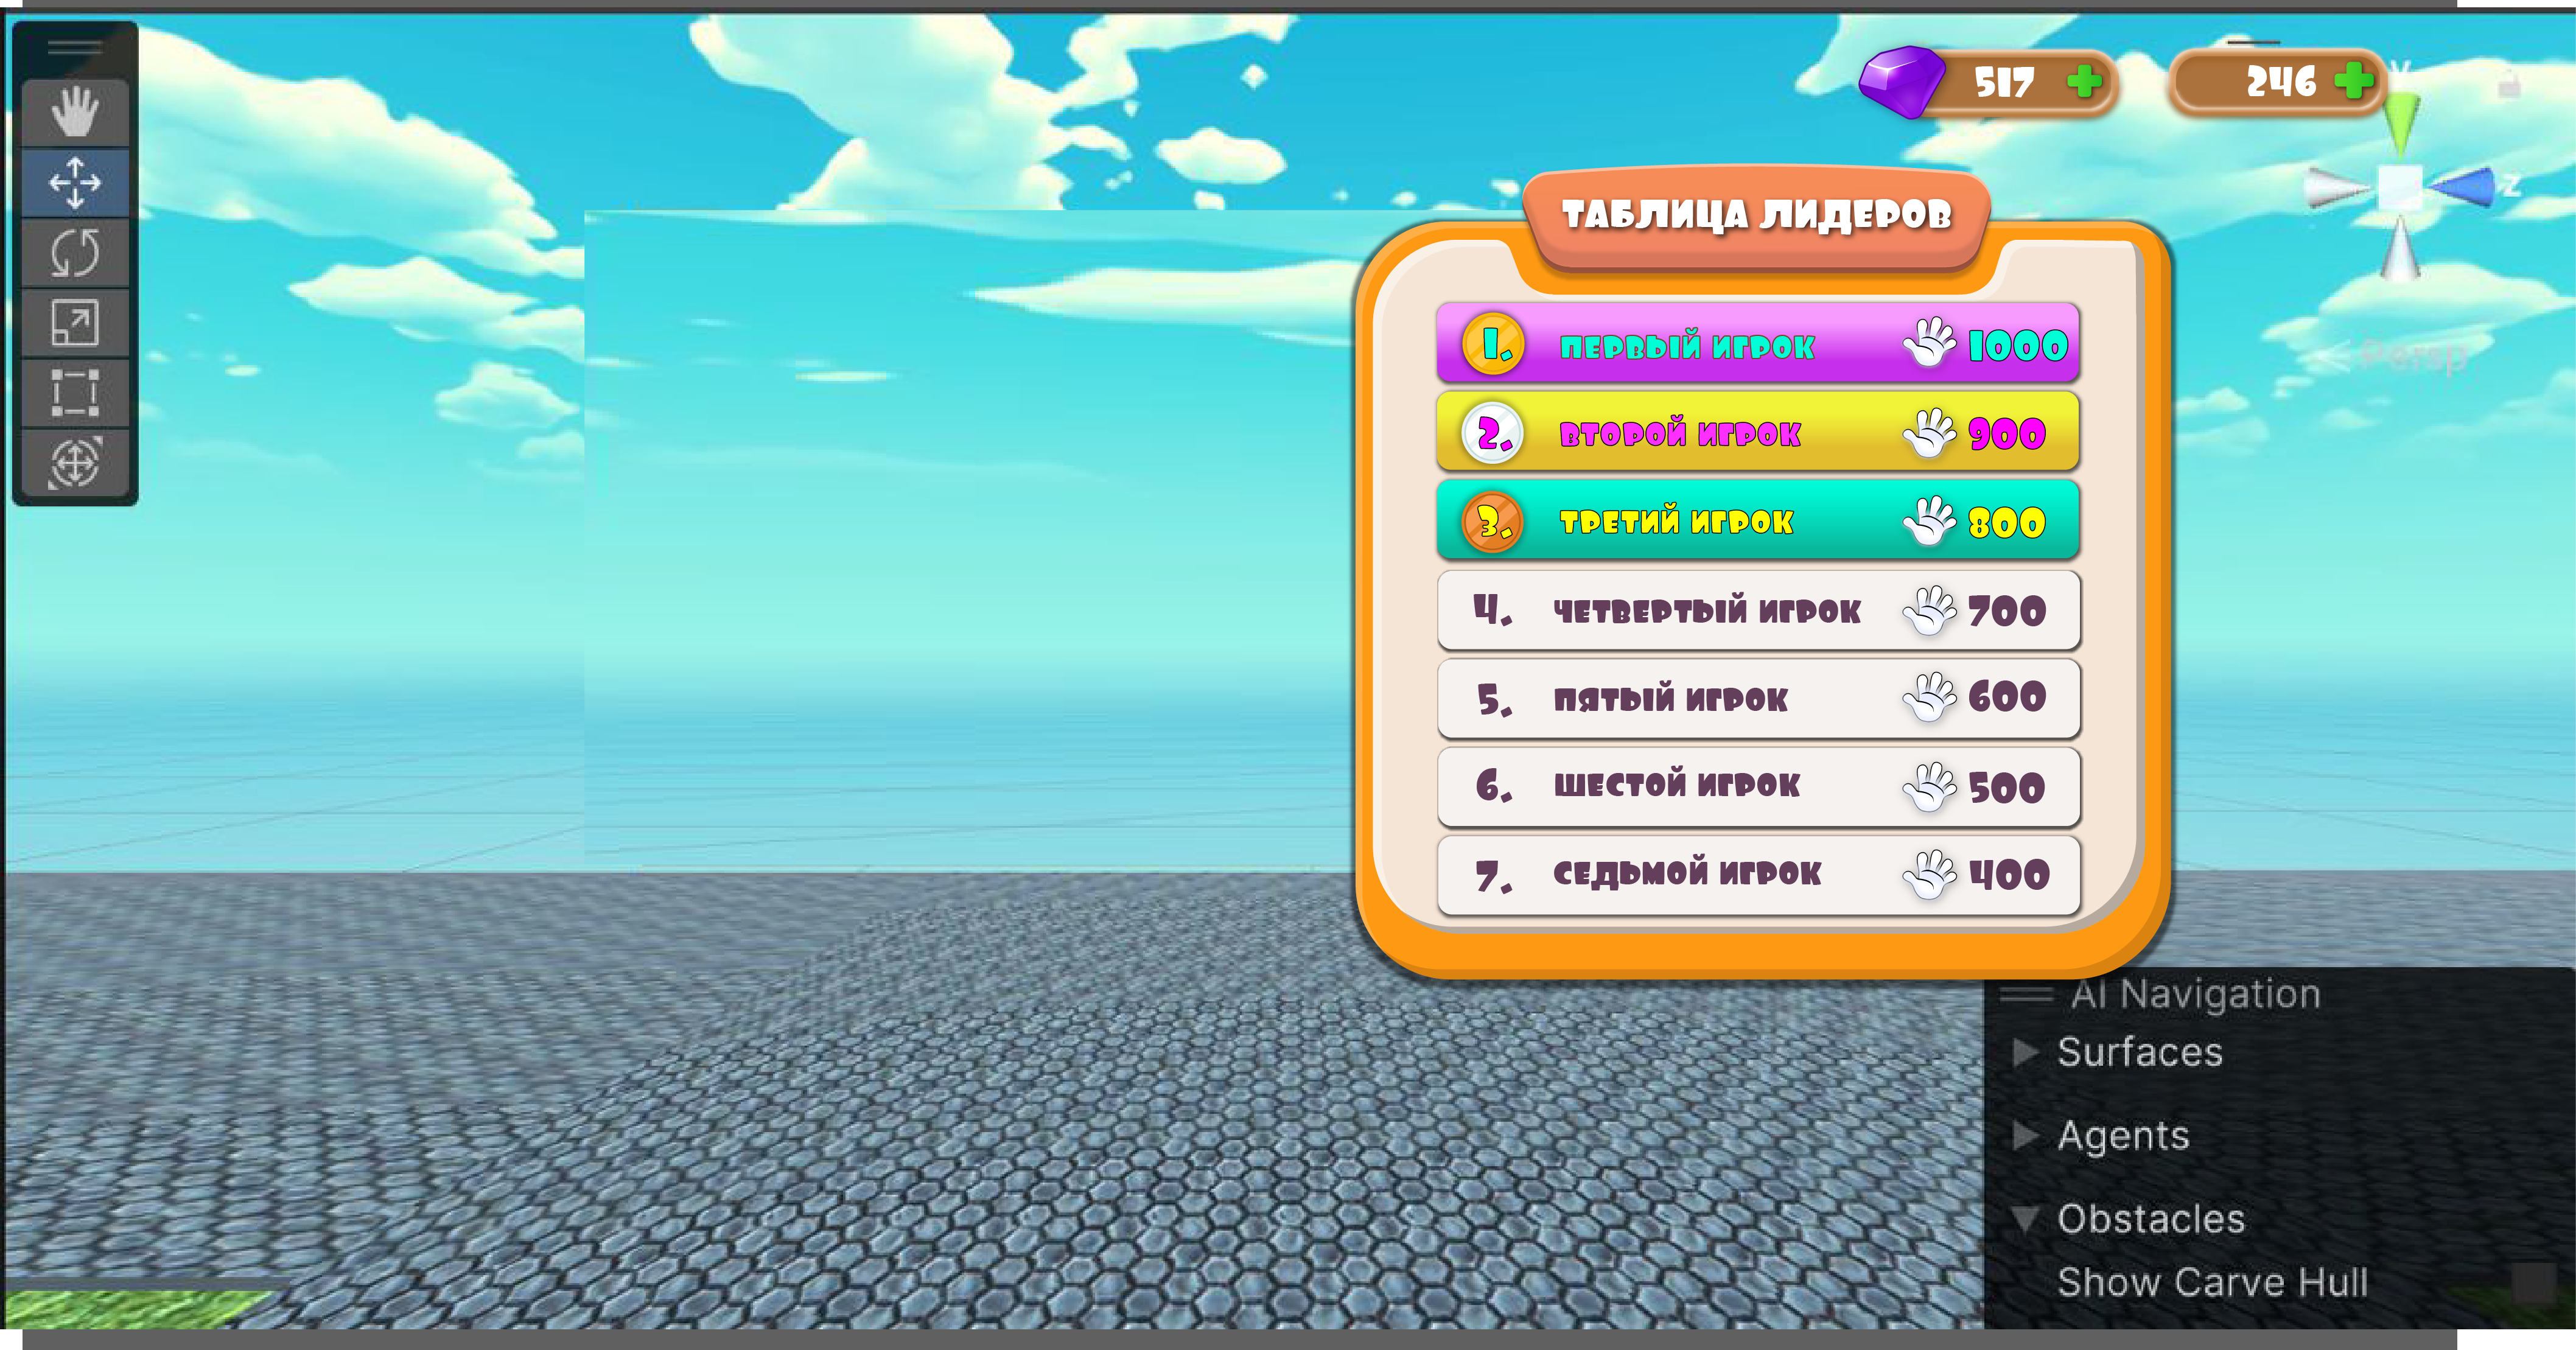 517
246
Y
Z
ТАБЛИЦА ЛИДЕРОВ
1. ПЕРВЫЙ ИГРОК 1000
2. ВТОРОЙ ИГРОК 900
3. ТРЕТИЙ ИГРОК 800
4. ЧЕТВЕРТЫЙ ИГРОК 700
5. ПЯТЫЙ ИГРОК 600
6. ШЕСТОЙ ИГРОК 500
7. СЕДЬМОЙ ИГРОК 400
Persp
AI Navigation
Surfaces
Agents
Obstacles
Show Carve Hull